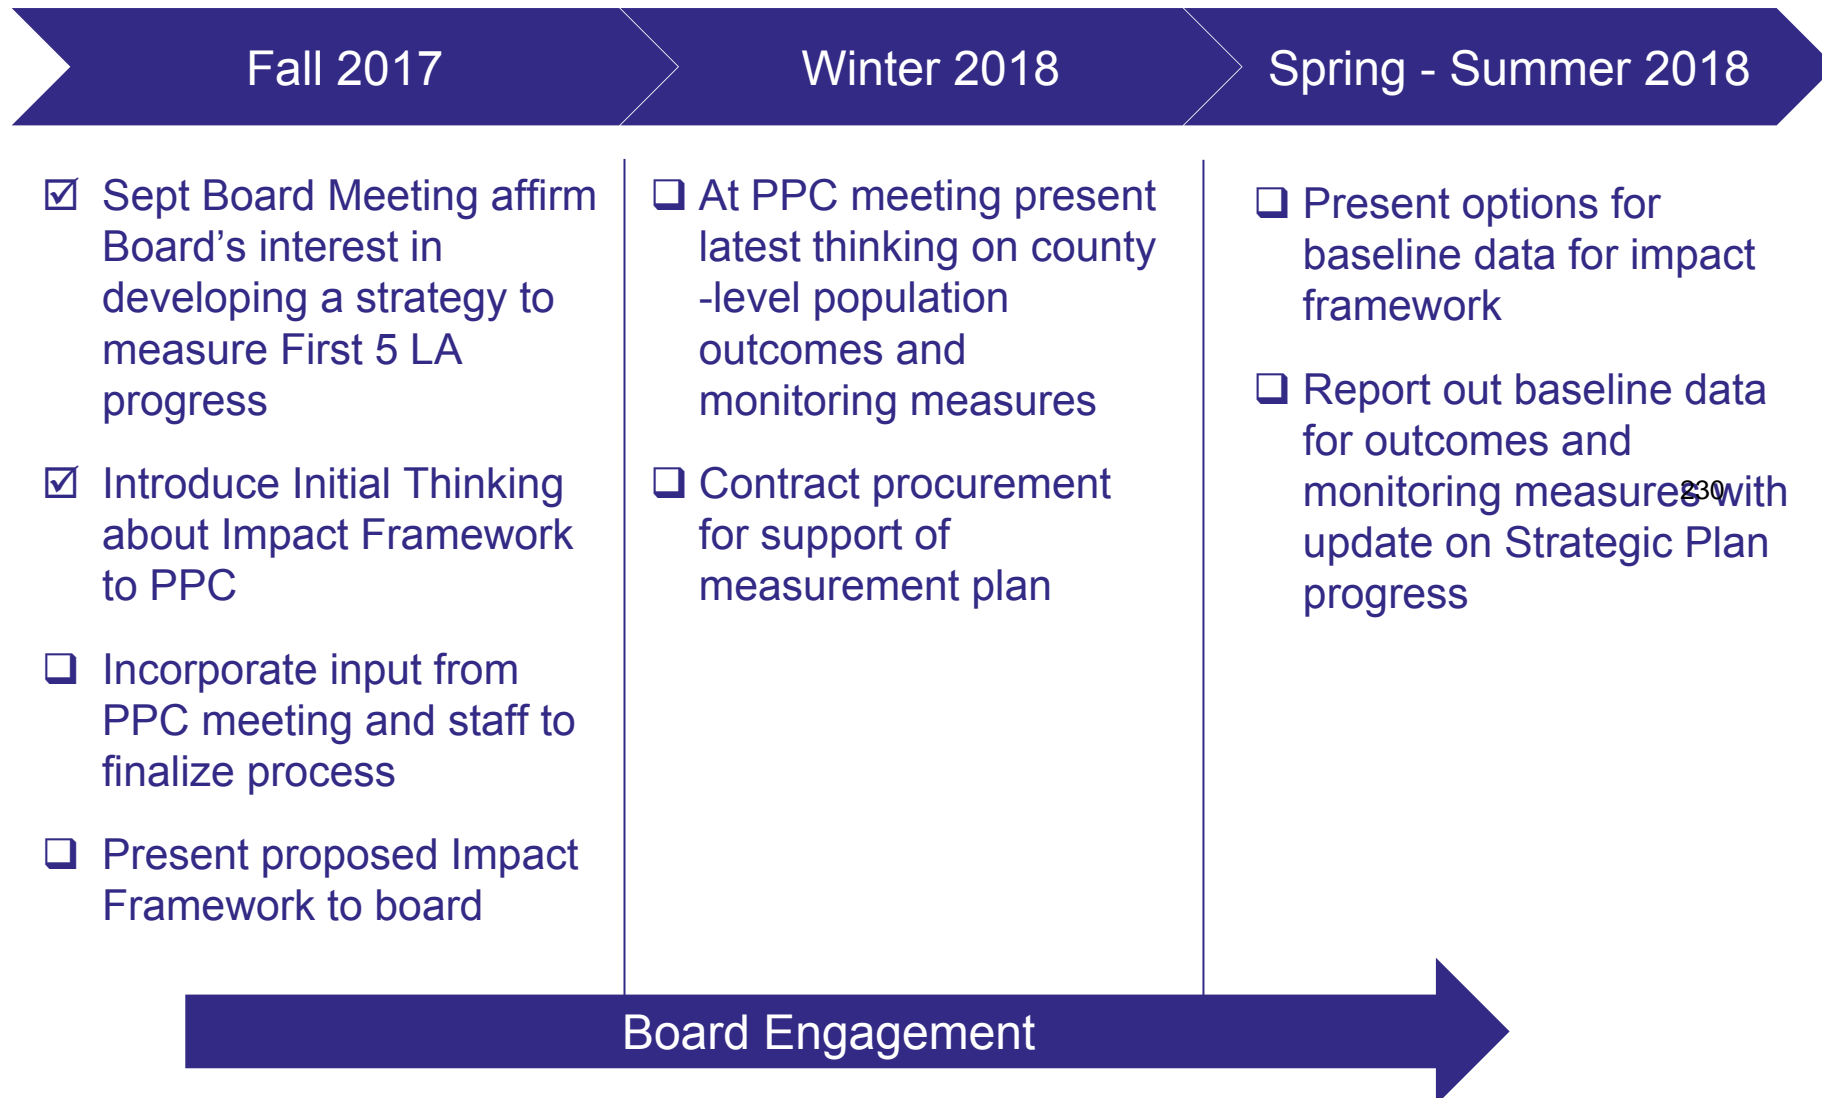 Fall 2017
Winter 2018
Spring - Summer 2018
Sept Board Meeting affirm
Board’s interest in
developing a strategy to
measure First 5 LA
progress
Introduce Initial Thinking
about Impact Framework
to PPC
Incorporate input from
PPC meeting and staff to
finalize process
Present proposed Impact
Framework to board
At PPC meeting present
latest thinking on county
-level population
outcomes and
monitoring measures
Contract procurement
for support of
measurement plan
Present options for
baseline data for impact
framework
Report out baseline data
for outcomes and
monitoring measures with
230
update on Strategic Plan
progress
Board Engagement